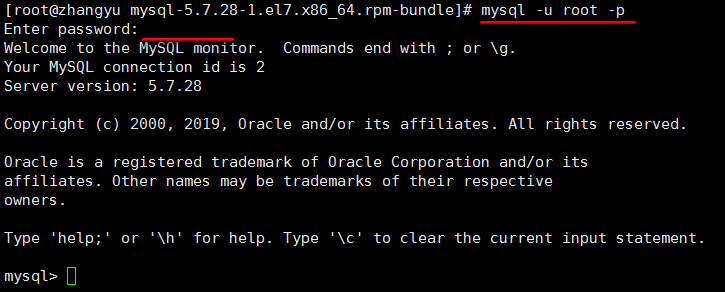 [root@zhangyu mysql-5.7.28-1.el7.x86_64.rpm-bundle]# mysql -u root -p
Enter password:
Welcome to the MySQL monitor.  Commands end with ; or \g.
Your MySQL connection id is 2
Server version: 5.7.28
Copyright (c) 2000, 2019, Oracle and/or its affiliates. All rights reserved.
Oracle is a registered trademark of Oracle Corporation and/or its
affiliates. Other names may be trademarks of their respective
owners.
Type 'help;' or '\h' for help. Type '\c' to clear the current input statement.
mysql>